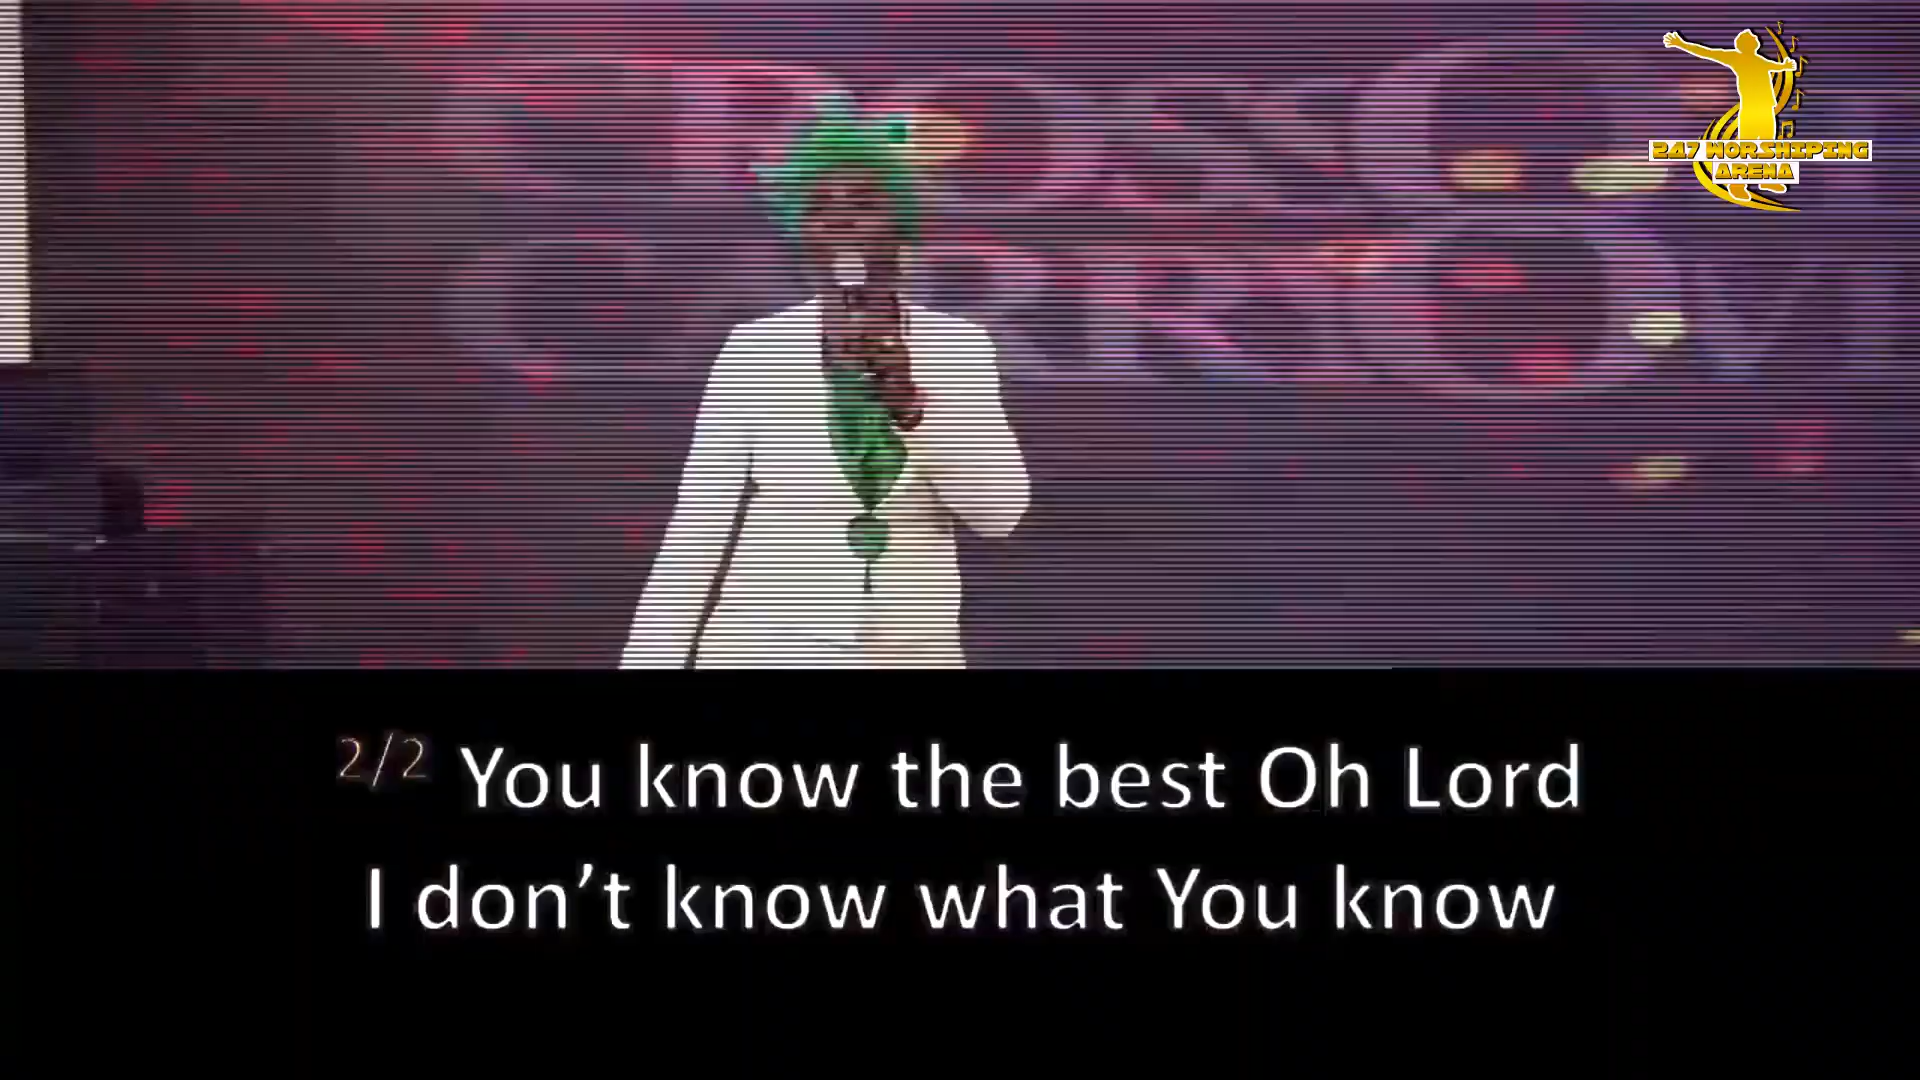 247 WORSHIPING
ARENA
2/2 You know the best Oh Lord
I don’t know what You know